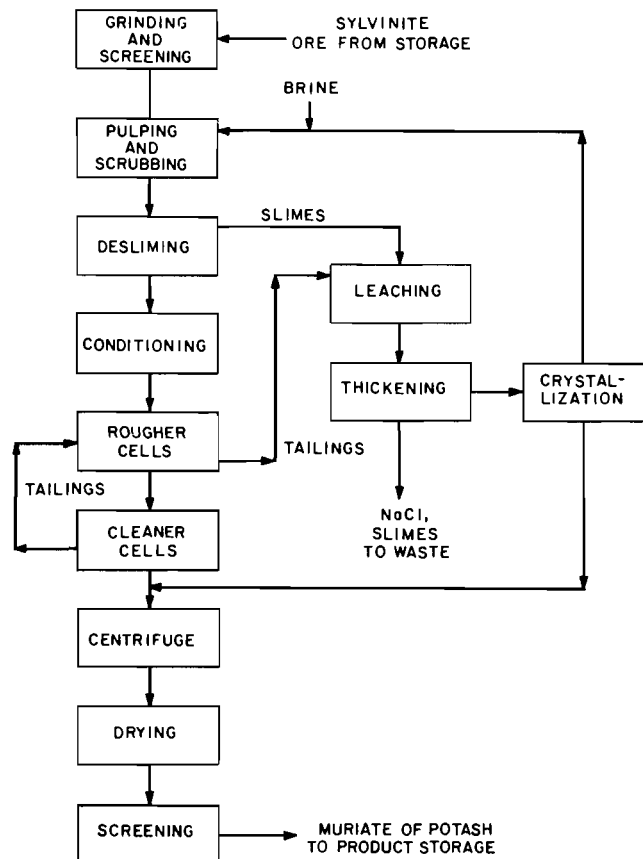 GRINDING
AND
SCREENING
SYLVINITE
ORE FROM STORAGE
BRINE
PULPING
AND
SCRUBBING
SLIMES
DESLIMING
LEACHING
CONDITIONING
THICKENING
CRYSTAL-
LIZATION
ROUGHER
CELLS
TAILINGS
TAILINGS
NaCl,
SLIMES
TO WASTE
CLEANER
CELLS
CENTRIFUGE
DRYING
SCREENING
MURIATE OF POTASH
TO PRODUCT STORAGE